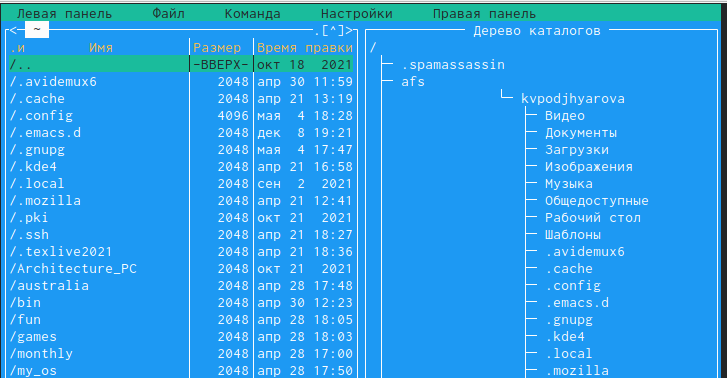 Левая панель Файл Команда Настройки Правая панель
<─ ~ .[^]>
.и Имя Размер Время правки
/.. -ВВЕРХ- окт 18 2021
/.avidemux6 2048 апр 30 11:59
/.cache 2048 апр 21 13:19
/.config 4096 мая 4 18:28
/.emacs.d 2048 дек 8 19:21
/.gnupg 2048 мая 4 17:47
/.kde4 2048 апр 21 16:58
/.local 2048 сен 2 2021
/.mozilla 2048 апр 21 12:41
/.pki 2048 окт 21 2021
/.ssh 2048 апр 21 18:27
/.texlive2021 2048 апр 21 18:36
/Architecture_PC 2048 окт 21 2021
/australia 2048 апр 28 17:48
/bin 2048 апр 30 12:23
/fun 2048 апр 28 18:05
/games 2048 апр 28 18:03
/monthly 2048 апр 28 17:00
/my_os 2048 апр 28 17:50
Дерево каталогов
/
.spamassassin
afs
kvpodjhyarova
Видео
Документы
Загрузки
Изображения
Музыка
Общедоступные
Рабочий стол
Шаблоны
.avidemux6
.cache
.config
.emacs.d
.gnupg
.kde4
.local
.mozilla